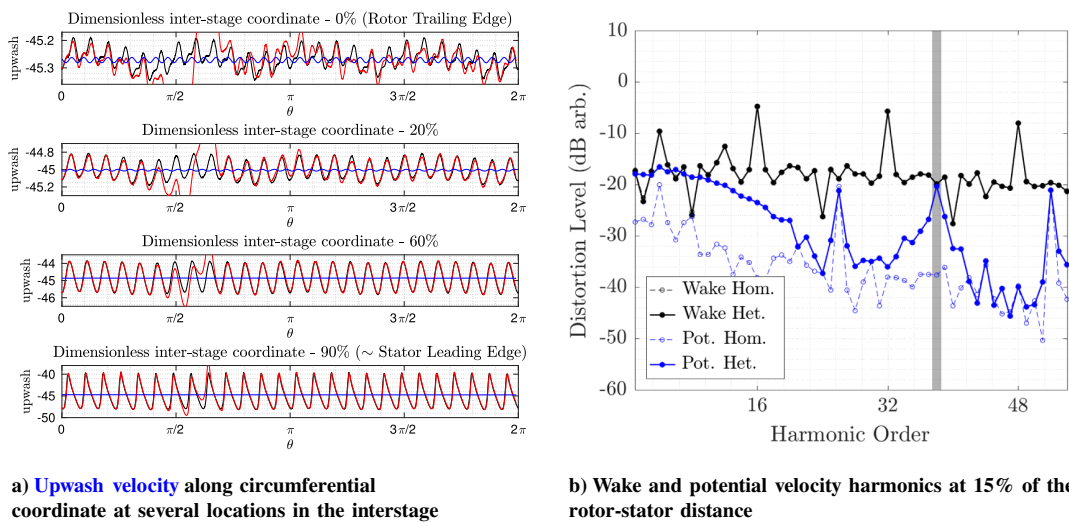 Dimensionless inter-stage coordinate - 0% (Rotor Trailing Edge)
upwash
-45.2
-45.3
0
π/2
π
3π/2
2π
θ
Dimensionless inter-stage coordinate - 20%
upwash
-44.8
-45
-45.2
0
π/2
π
3π/2
2π
θ
Dimensionless inter-stage coordinate - 60%
upwash
-44
-45
-46
0
π/2
π
3π/2
2π
θ
Dimensionless inter-stage coordinate - 90% (∼ Stator Leading Edge)
upwash
-40
-45
-50
0
π/2
π
3π/2
2π
θ
a) Upwash velocity along circumferential
coordinate at several locations in the interstage
Distortion Level (dB arb.)
10
0
-10
-20
-30
-40
-50
-60
Wake Hom.
Wake Het.
Pot. Hom.
Pot. Het.
16
32
48
Harmonic Order
b) Wake and potential velocity harmonics at 15% of the
rotor-stator distance